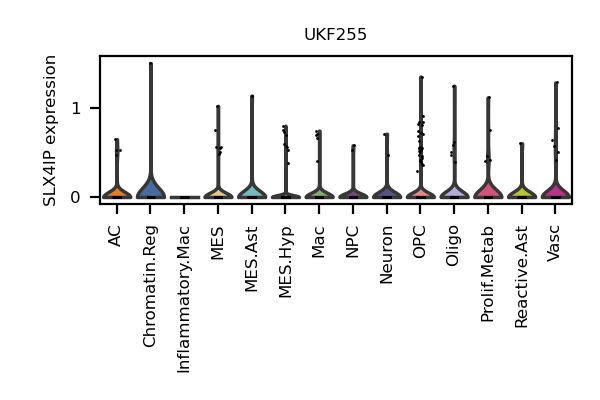 UKF255
SLX4IP expression
1
0
AC
Chromatin.Reg
Inflammatory.Mac
MES
MES.Ast
MES.Hyp
Mac
NPC
Neuron
OPC
Oligo
Prolif.Metab
Reactive.Ast
Vasc